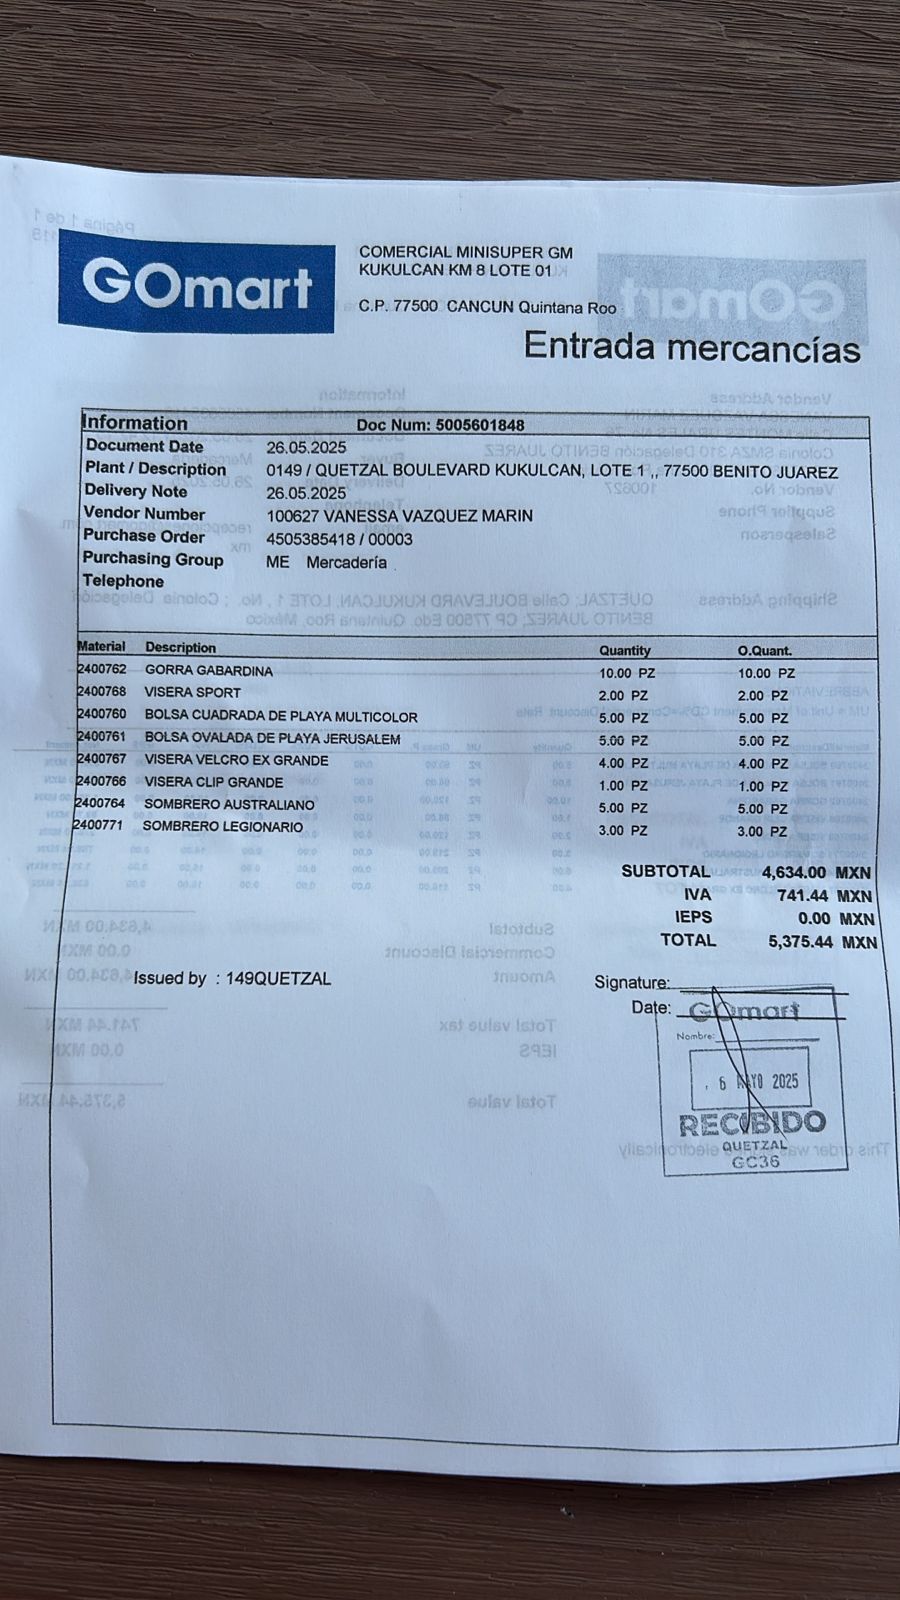 GOmart
COMERCIAL MINISUPER GM
KUKULCAN KM 8 LOTE 01
C.P. 77500 CANCUN Quintana Roo
Entrada mercancías
Information Doc Num: 5005601848
Document Date 26.05.2025
Plant / Description 0149 / QUETZAL BOULEVARD KUKULCAN, LOTE 1 ,, 77500 BENITO JUAREZ
Delivery Note 26.05.2025
Vendor Number 100627 VANESSA VAZQUEZ MARIN
Purchase Order 4505385418 / 00003
Purchasing Group ME Mercadería
Telephone
Material Description Quantity O.Quant.
2400762 GORRA GABARDINA 10.00 PZ 10.00 PZ
2400768 VISERA SPORT 2.00 PZ 2.00 PZ
2400760 BOLSA CUADRADA DE PLAYA MULTICOLOR 5.00 PZ 5.00 PZ
2400761 BOLSA OVALADA DE PLAYA JERUSALEM 5.00 PZ 5.00 PZ
2400767 VISERA VELCRO EX GRANDE 4.00 PZ 4.00 PZ
2400766 VISERA CLIP GRANDE 1.00 PZ 1.00 PZ
2400764 SOMBRERO AUSTRALIANO 5.00 PZ 5.00 PZ
2400771 SOMBRERO LEGIONARIO 3.00 PZ 3.00 PZ
SUBTOTAL 4,634.00 MXN
IVA 741.44 MXN
IEPS 0.00 MXN
TOTAL 5,375.44 MXN
Issued by : 149QUETZAL
Signature:
Date:
GOmart
Nombre:
6 MAYO 2025
RECIBIDO
QUETZAL
GC36